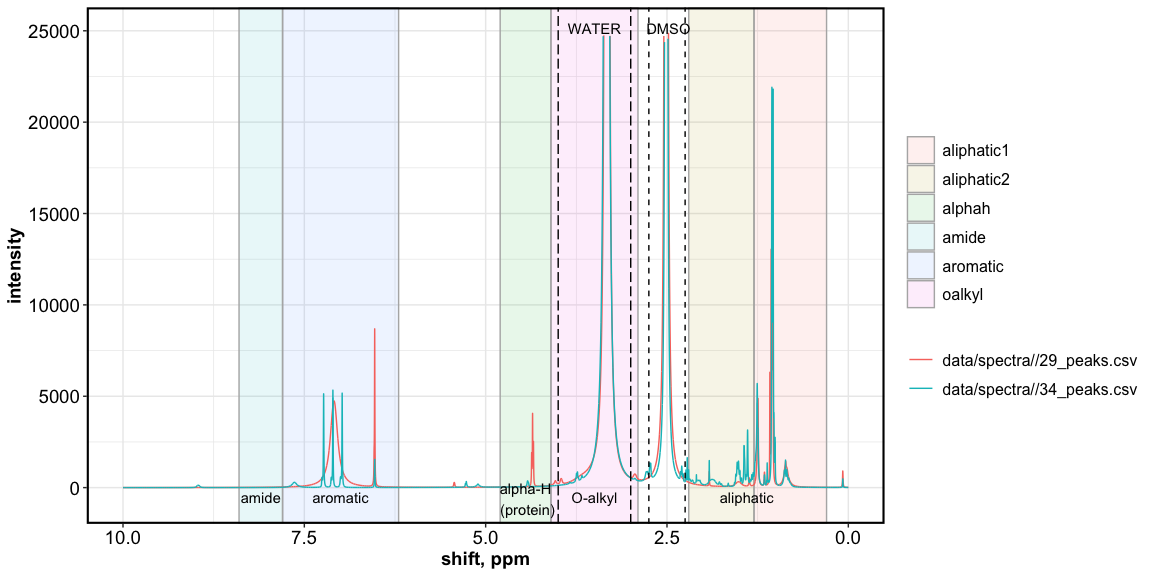 WATER DMSO
25000
20000
15000
10000
5000
0
intensity
amide aromatic alpha-H O-alkyl aliphatic
(protein)
10.0 7.5 5.0 2.5 0.0
shift, ppm
aliphatic1
aliphatic2
alphah
amide
aromatic
oalkyl
data/spectra//29_peaks.csv
data/spectra//34_peaks.csv